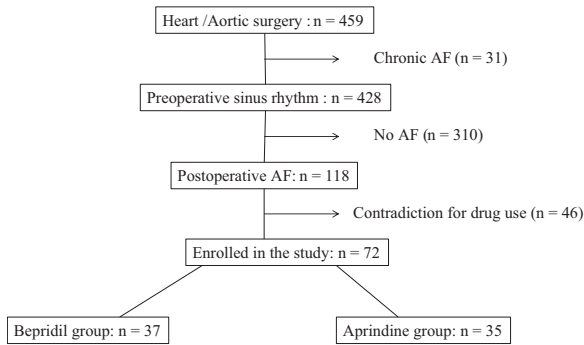 Heart /Aortic surgery : n = 459
Chronic AF (n = 31)
Preoperative sinus rhythm : n = 428
No AF (n = 310)
Postoperative AF: n = 118
Contradiction for drug use (n = 46)
Enrolled in the study: n = 72
Bepridil group: n = 37
Aprindine group: n = 35